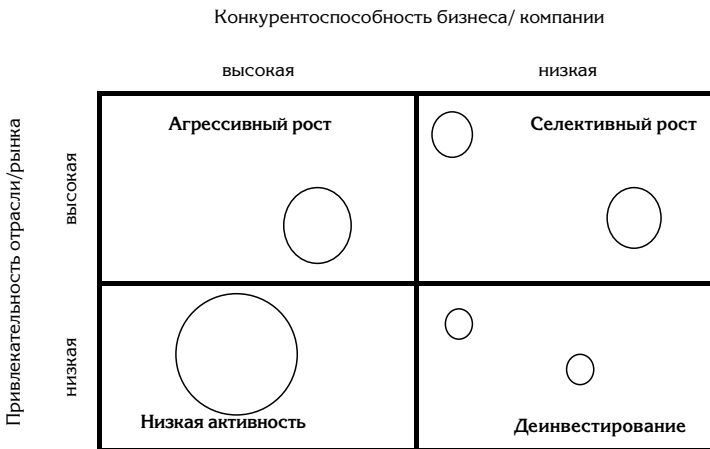 Конкурентоспособность бизнеса/ компании
высокая
низкая
Привлекательность отрасли/рынка
высокая
Агрессивный рост
Селективный рост
низкая
Низкая активность
Деинвестирование